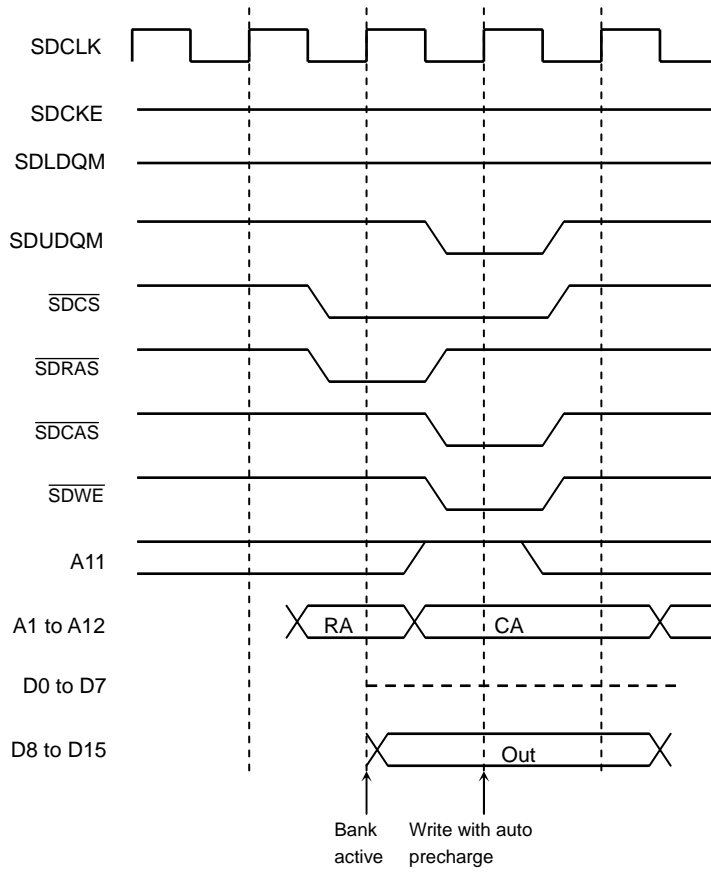 SDCLK
SDCKE
SDLDQM
SDUDQM
SDCS
SDRAS
SDCAS
SDWE
A11
A1 to A12 RA CA
D0 to D7
D8 to D15 Out
Bank active
Write with auto precharge